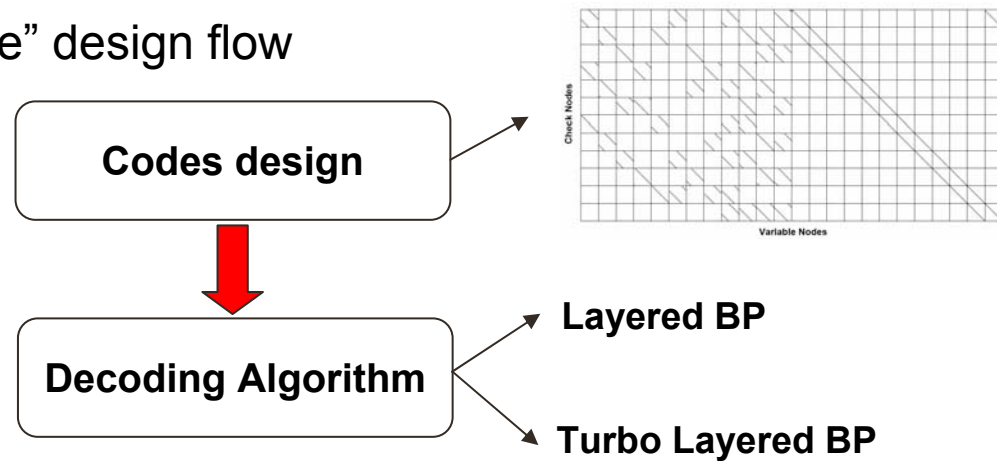 e” design flow
Codes design
Check Nodes
Variable Nodes
Decoding Algorithm
Layered BP
Turbo Layered BP